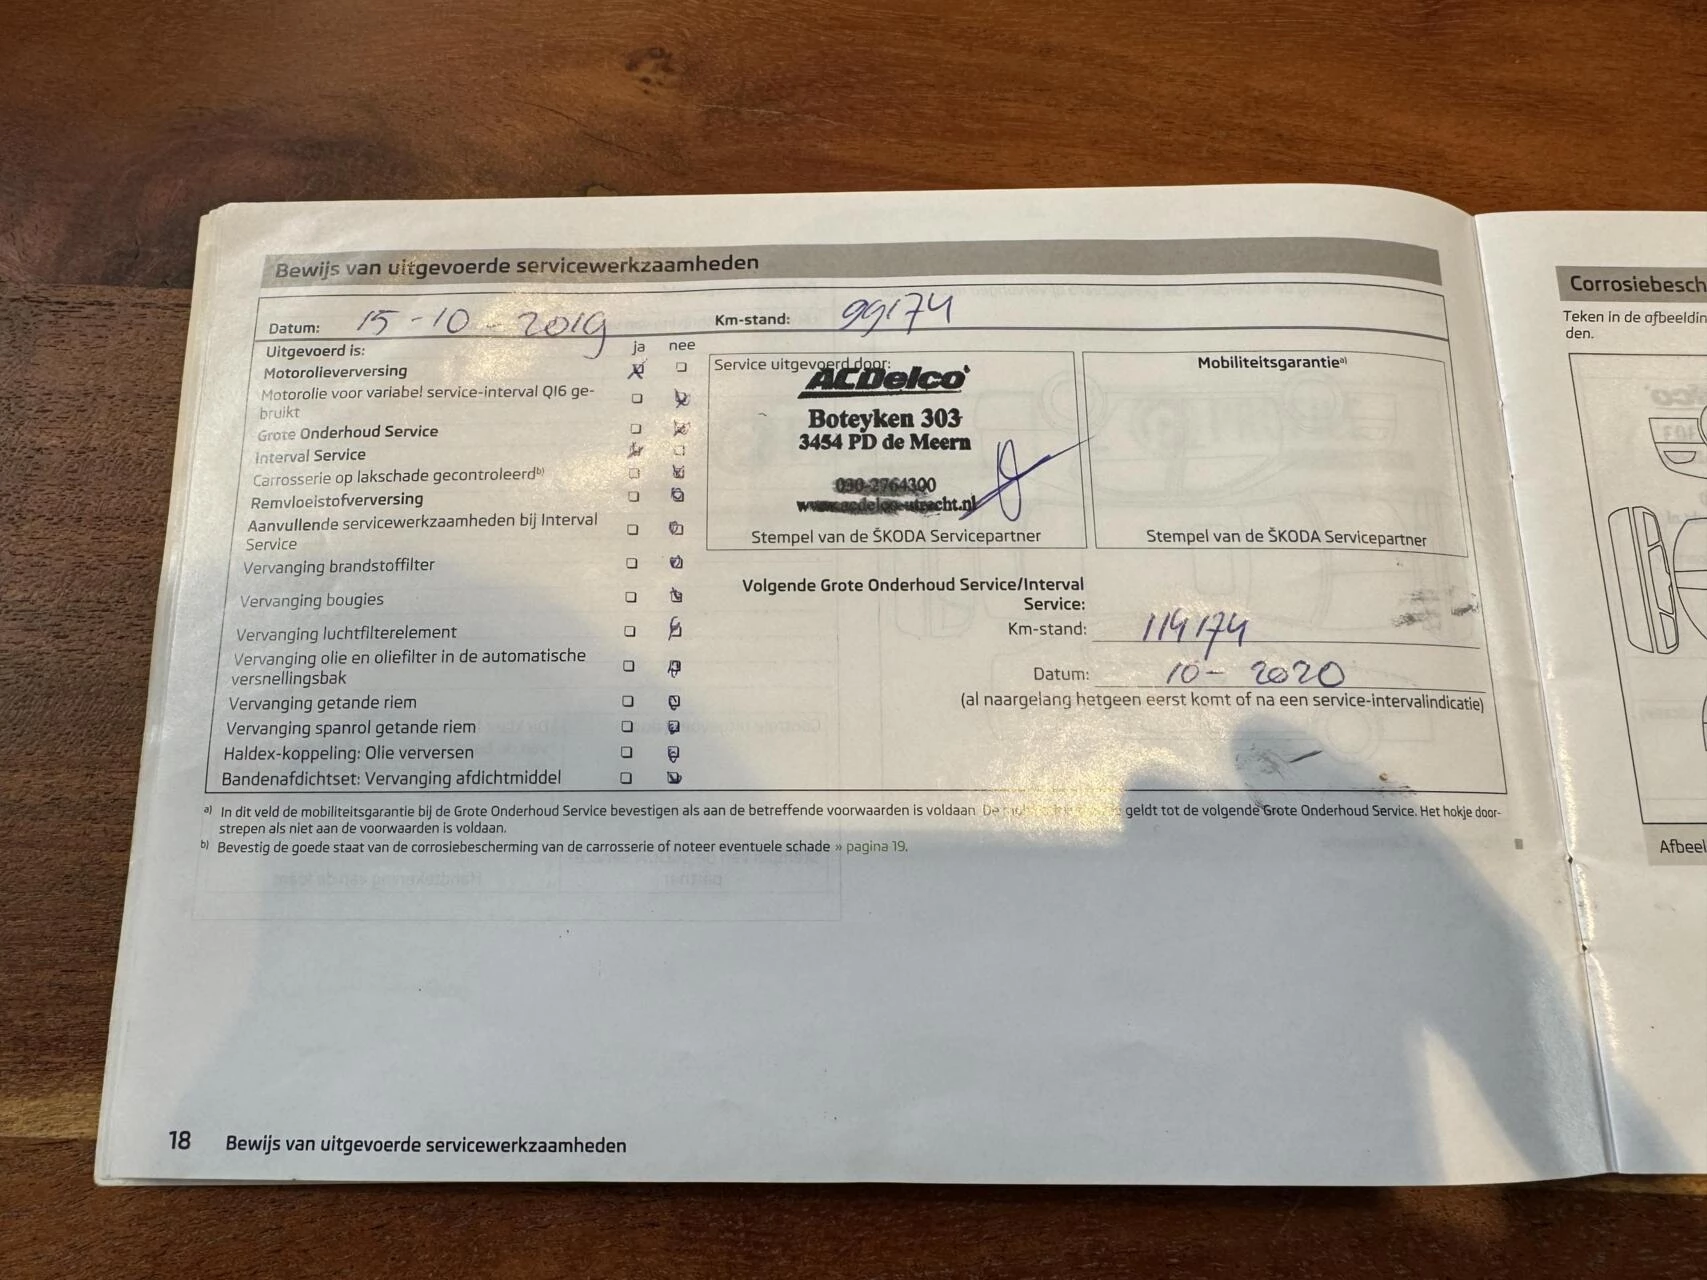 Bewijs van uitgevoerde servicewerkzaamheden
Datum: 15-10-2019 Km-stand: 99174
Uitgevoerd is: ja nee
Motorolieverversing
Motorolie voor variabel service-interval QI6 ge-
bruikt
Grote Onderhoud Service
Interval Service
Carrosserie op lakschade gecontroleerd b)
Remvloeistofverversing
Aanvullende servicewerkzaamheden bij Interval
Service
Vervanging brandstoffilter
Vervanging bougies
Vervanging luchtfilterelement
Vervanging olie en oliefilter in de automatische
versnellingsbak
Vervanging getande riem
Vervanging spanrol getande riem
Haldex-koppeling: Olie verversen
Bandenafdichtset: Vervanging afdichtmiddel
Service uitgevoerd door:
ACDelco
Boteyken 303
3454 PD de Meern
030-2764300
www.acdelco-utrecht.nl
Stempel van de ŠKODA Servicepartner
Mobiliteitsgarantie a)
Stempel van de ŠKODA Servicepartner
Volgende Grote Onderhoud Service/Interval
Service:
Km-stand: 114174
Datum: 10-2020
(al naargelang hetgeen eerst komt of na een service-intervalindicatie)
a) In dit veld de mobiliteitsgarantie bij de Grote Onderhoud Service bevestigen als aan de betreffende voorwaarden is voldaan. De geldt tot de volgende Grote Onderhoud Service. Het hokje door-
strepen als niet aan de voorwaarden is voldaan.
b) Bevestig de goede staat van de corrosiebescherming van de carrosserie of noteer eventuele schade » pagina 19.
18 Bewijs van uitgevoerde servicewerkzaamheden
Corrosiebesch
Teken in de afbeeldin
den.
Afbeel